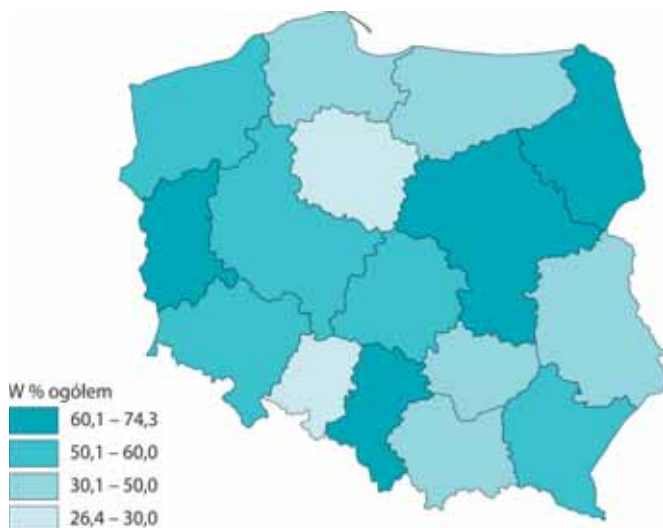 W % ogółem
60,1 – 74,3
50,1 – 60,0
30,1 – 50,0
26,4 – 30,0